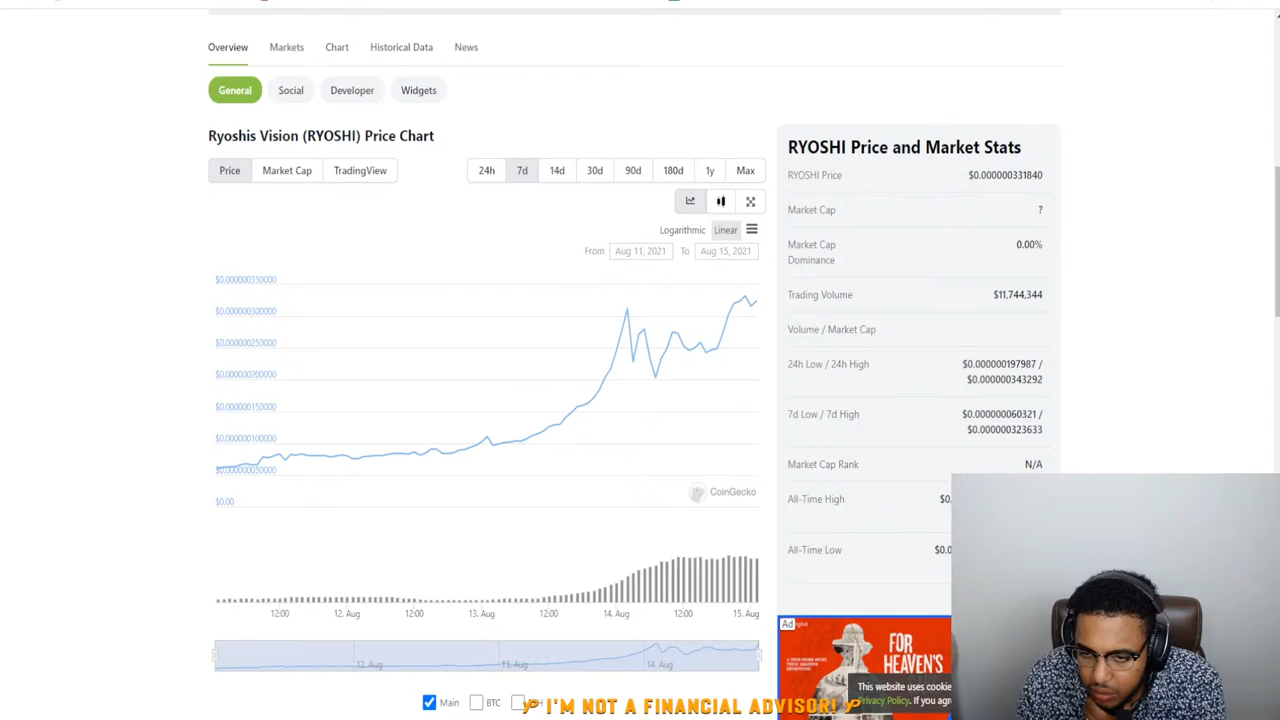 Overview Markets Chart Historical Data News
General Social Developer Widgets
Ryoshis Vision (RYOSHI) Price Chart
Price Market Cap TradingView 24h 7d 14d 30d 90d 180d 1y Max
Logarithmic Linear
From Aug 11, 2021 To Aug 15, 2021
$0.000000350000
$0.000000300000
$0.000000250000
$0.000000200000
$0.000000150000
$0.000000100000
$0.000000050000
$0.00
CoinGecko
12:00 12. Aug 12:00 13. Aug 12:00 14. Aug 12:00 15. Aug
12. Aug 13. Aug 14. Aug
Main BTC
RYOSHI Price and Market Stats
RYOSHI Price $0.000000331840
Market Cap ?
Market Cap 0.00%
Dominance
Trading Volume $11,744,344
Volume / Market Cap
24h Low / 24h High $0.000000197987 /
$0.000000343292
7d Low / 7d High $0.000000060321 /
$0.000000323633
Market Cap Rank N/A
All-Time High $0.
All-Time Low $0.0
Ad
FOR
HEAVEN'S
This website uses cookie
Privacy Policy. If you agre
I'M NOT A FINANCIAL ADVISOR!